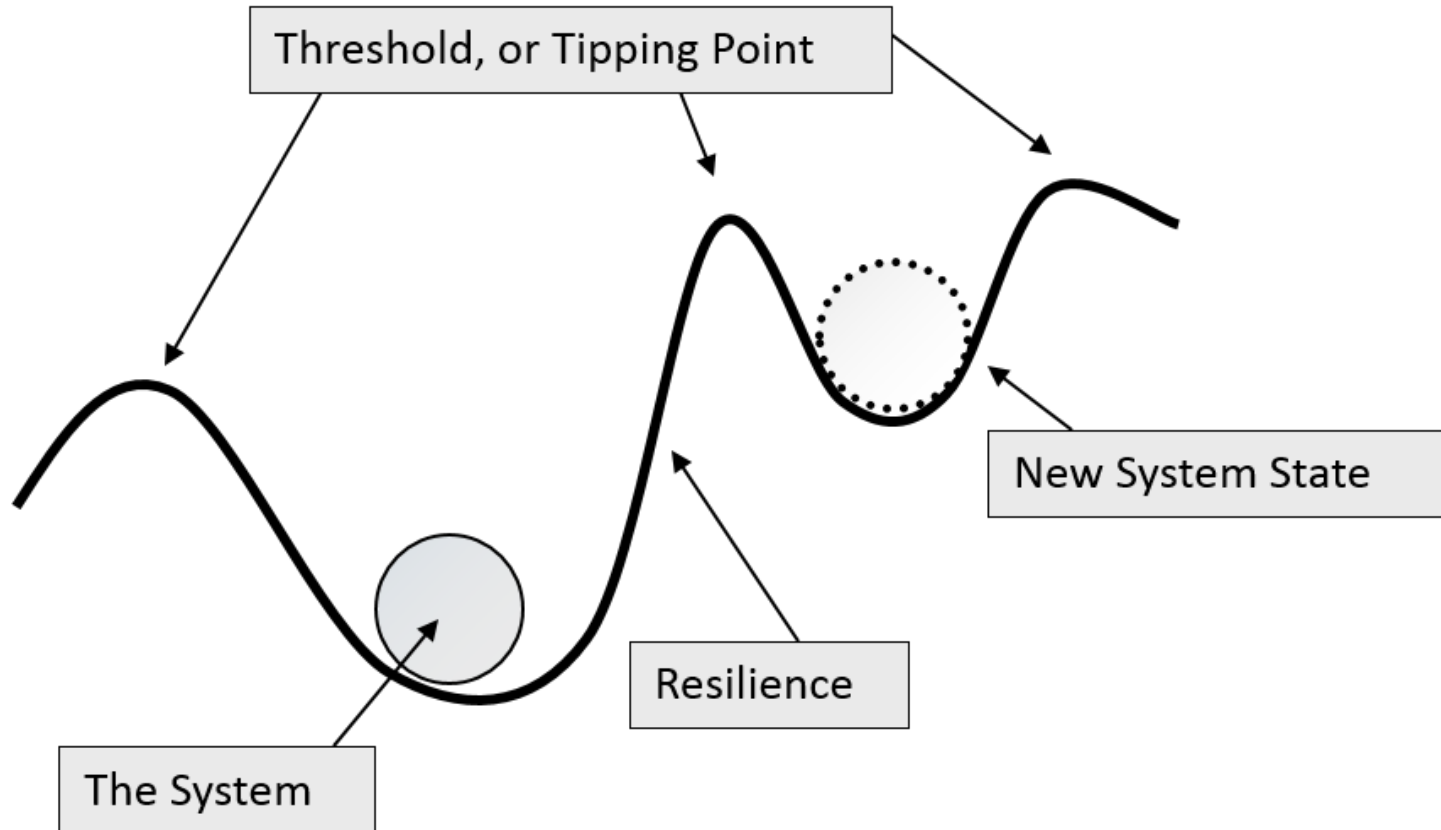 Threshold, or Tipping Point
New System State
Resilience
The System